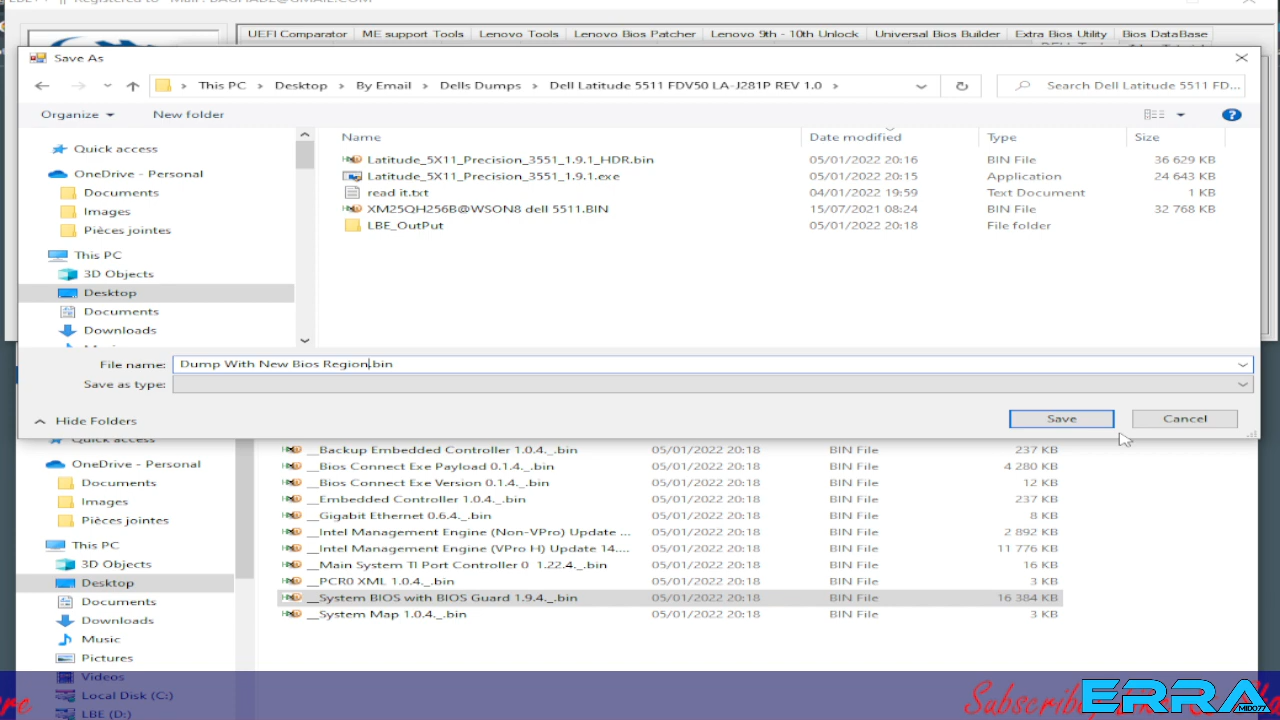 UEFI Comparator ME support Tools Lenovo Tools Lenovo Bios Patcher Lenovo 9th - 10th Unlock Universal Bios Builder Extra Bios Utility Bios DataBase
Save As
This PC > Desktop > By Email > Dells Dumps > Dell Latitude 5511 FDV50 LA-J281P REV 1.0 >
Search Dell Latitude 5511 FD...
Organize New folder
Name Date modified Type Size
Quick access
OneDrive - Personal
Documents
Images
Pièces jointes
This PC
3D Objects
Desktop
Documents
Downloads
Latitude_5X11_Precision_3551_1.9.1_HDR.bin 05/01/2022 20:16 BIN File 36 629 KB
Latitude_5X11_Precision_3551_1.9.1.exe 05/01/2022 20:15 Application 24 643 KB
read it.txt 04/01/2022 19:59 Text Document 1 KB
XM25QH256B@WSON8 dell 5511.BIN 15/07/2021 08:24 BIN File 32 768 KB
LBE_OutPut 05/01/2022 20:18 File folder
File name: Dump With New Bios Region.bin
Save as type:
Hide Folders
Save Cancel
Quick access
OneDrive - Personal
Documents
Images
Pièces jointes
This PC
3D Objects
Desktop
Documents
Downloads
Music
Pictures
Videos
Local Disk (C:)
LBE (D:)
__Backup Embedded Controller 1.0.4._.bin 05/01/2022 20:18 BIN File 237 KB
__Bios Connect Exe Payload 0.1.4._.bin 05/01/2022 20:18 BIN File 4 280 KB
__Bios Connect Exe Version 0.1.4._.bin 05/01/2022 20:18 BIN File 12 KB
__Embedded Controller 1.0.4._.bin 05/01/2022 20:18 BIN File 237 KB
__Gigabit Ethernet 0.6.4._.bin 05/01/2022 20:18 BIN File 8 KB
__Intel Management Engine (Non-VPro) Update ... 05/01/2022 20:18 BIN File 2 892 KB
__Intel Management Engine (VPro H) Update 14.... 05/01/2022 20:18 BIN File 11 776 KB
__Main System TI Port Controller 0 1.22.4._.bin 05/01/2022 20:18 BIN File 16 KB
__PCR0 XML 1.0.4._.bin 05/01/2022 20:18 BIN File 3 KB
__System BIOS with BIOS Guard 1.9.4._.bin 05/01/2022 20:18 BIN File 16 384 KB
__System Map 1.0.4._.bin 05/01/2022 20:18 BIN File 3 KB
Subscribe
ERRA
MIDO77